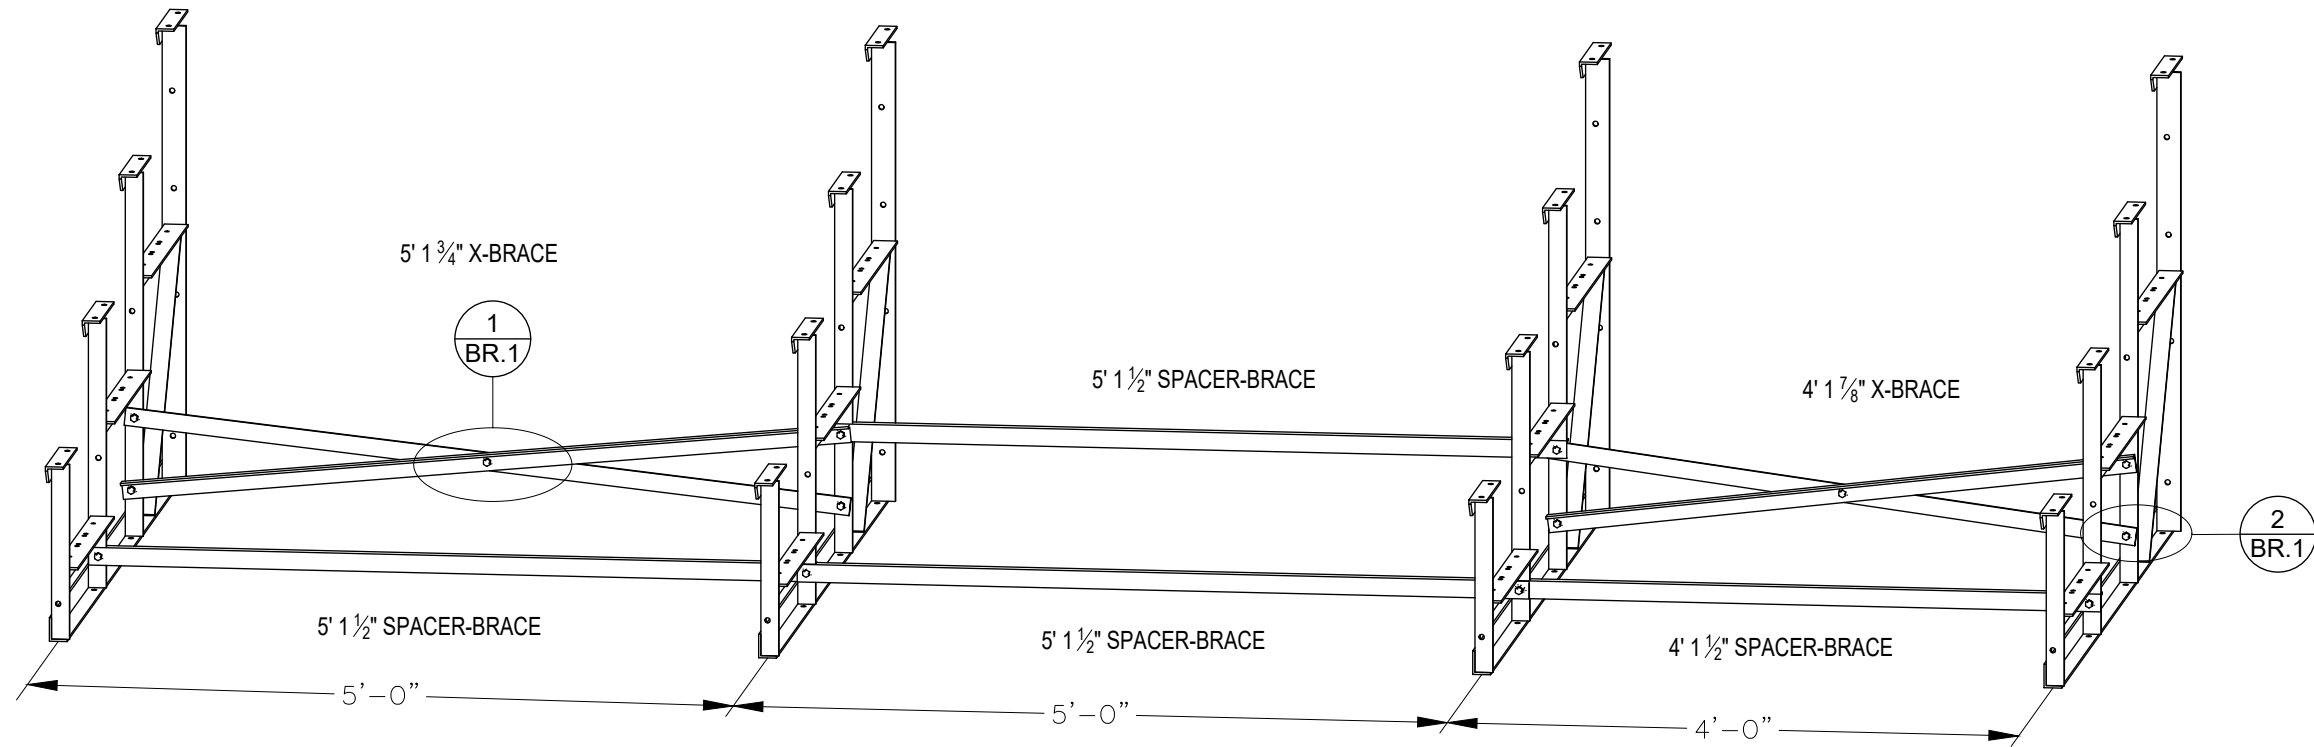 5' 1 3/4" X-BRACE
1
BR.1
5' 1 1/2" SPACER-BRACE
4' 1 7/8" X-BRACE
2
BR.1
5' 1 1/2" SPACER-BRACE
5' 1 1/2" SPACER-BRACE
4' 1 1/2" SPACER-BRACE
5'-0"
5'-0"
4'-0"